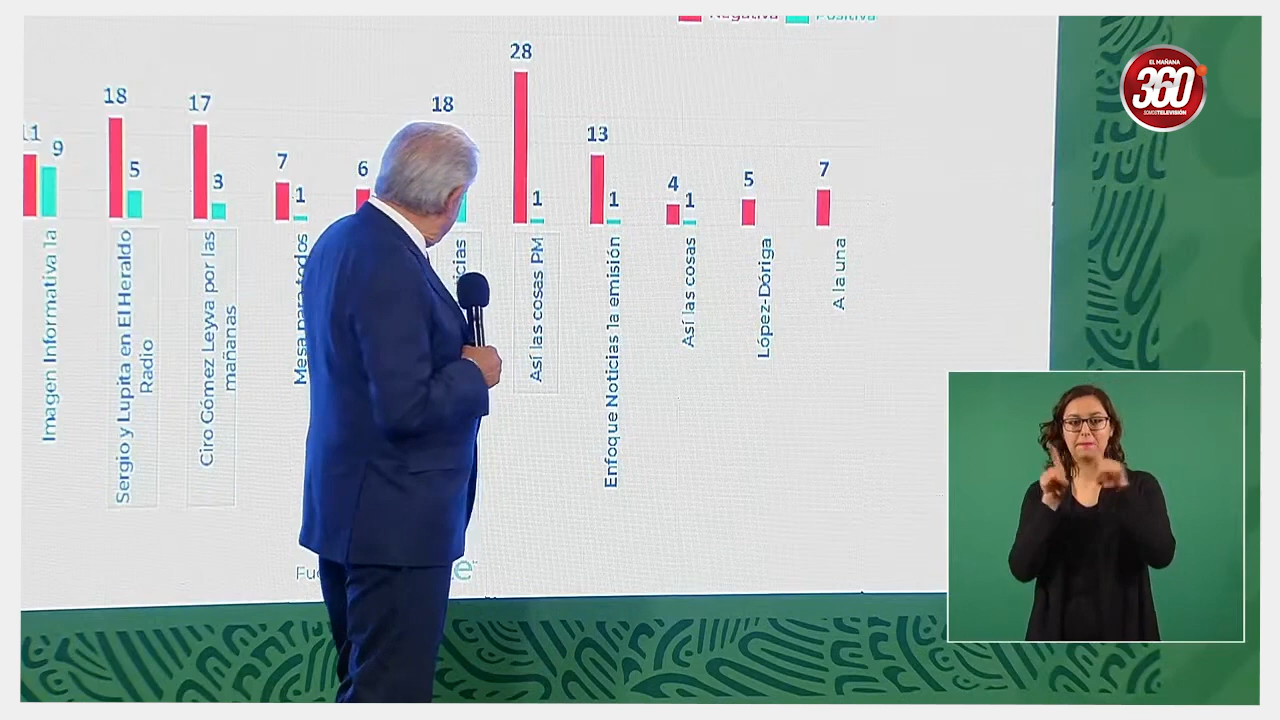 Negativa Positiva
EL MAÑANA
360
SOMOS TELEVISIÓN
28
18
17
18
11
9
5
3
7
1
6
1
13
1
4
1
5
7
Imagen Informativa la
Sergio y Lupita en El Heraldo
Radio
Ciro Gómez Leyva por las
mañanas
Mesa para todos
Así las cosas PM
Enfoque Noticias la emisión
Así las cosas
López-Dóriga
A la una